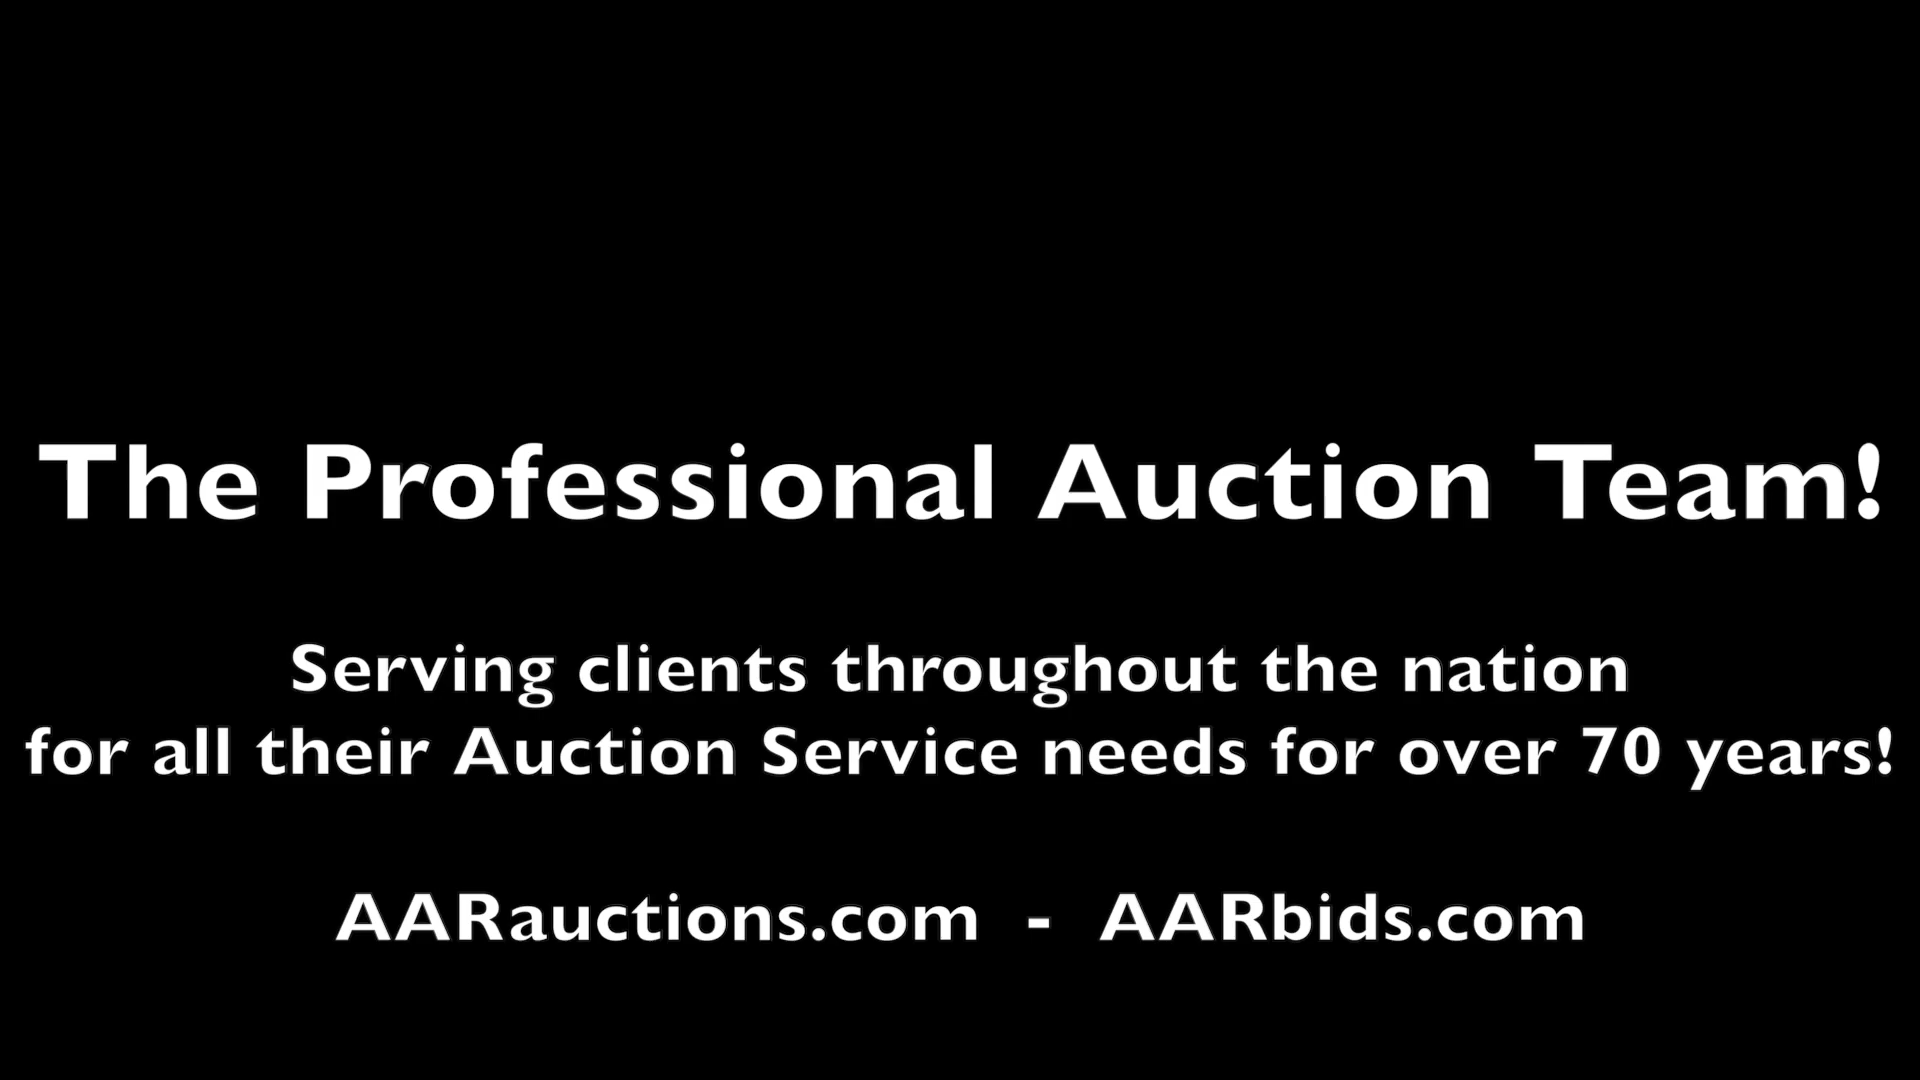 The Professional Auction Team!
Serving clients throughout the nation
for all their Auction Service needs for over 70 years!
AARauctions.com - AARbids.com